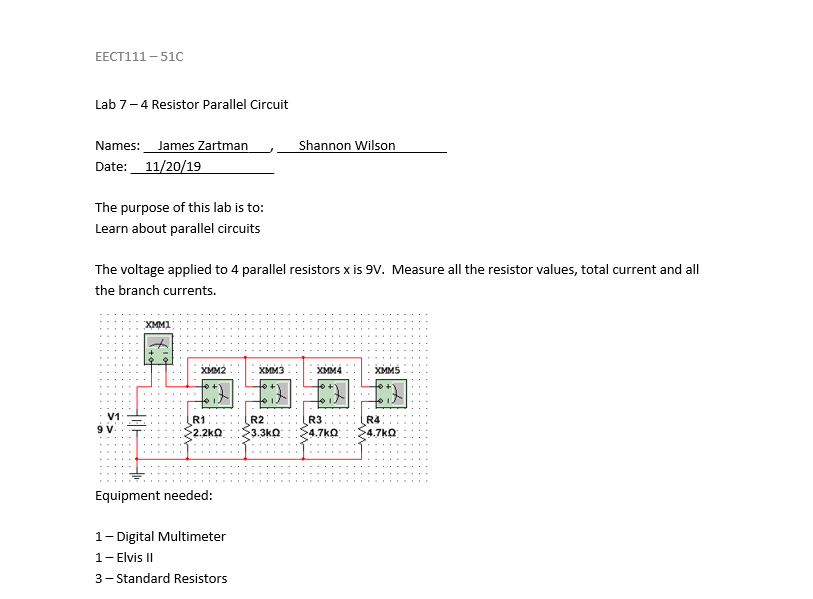 EECT111 – 51C
Lab 7 – 4 Resistor Parallel Circuit
Names: James Zartman , Shannon Wilson
Date: 11/20/19
The purpose of this lab is to:
Learn about parallel circuits
The voltage applied to 4 parallel resistors x is 9V. Measure all the resistor values, total current and all
the branch currents.
XMM1
XMM2 XMM3 XMM4 XMM5
V1 R1 R2 R3 R4
9 V 2.2kΩ 3.3kΩ 4.7kΩ 4.7kΩ
Equipment needed:
1 – Digital Multimeter
1 – Elvis II
3 – Standard Resistors